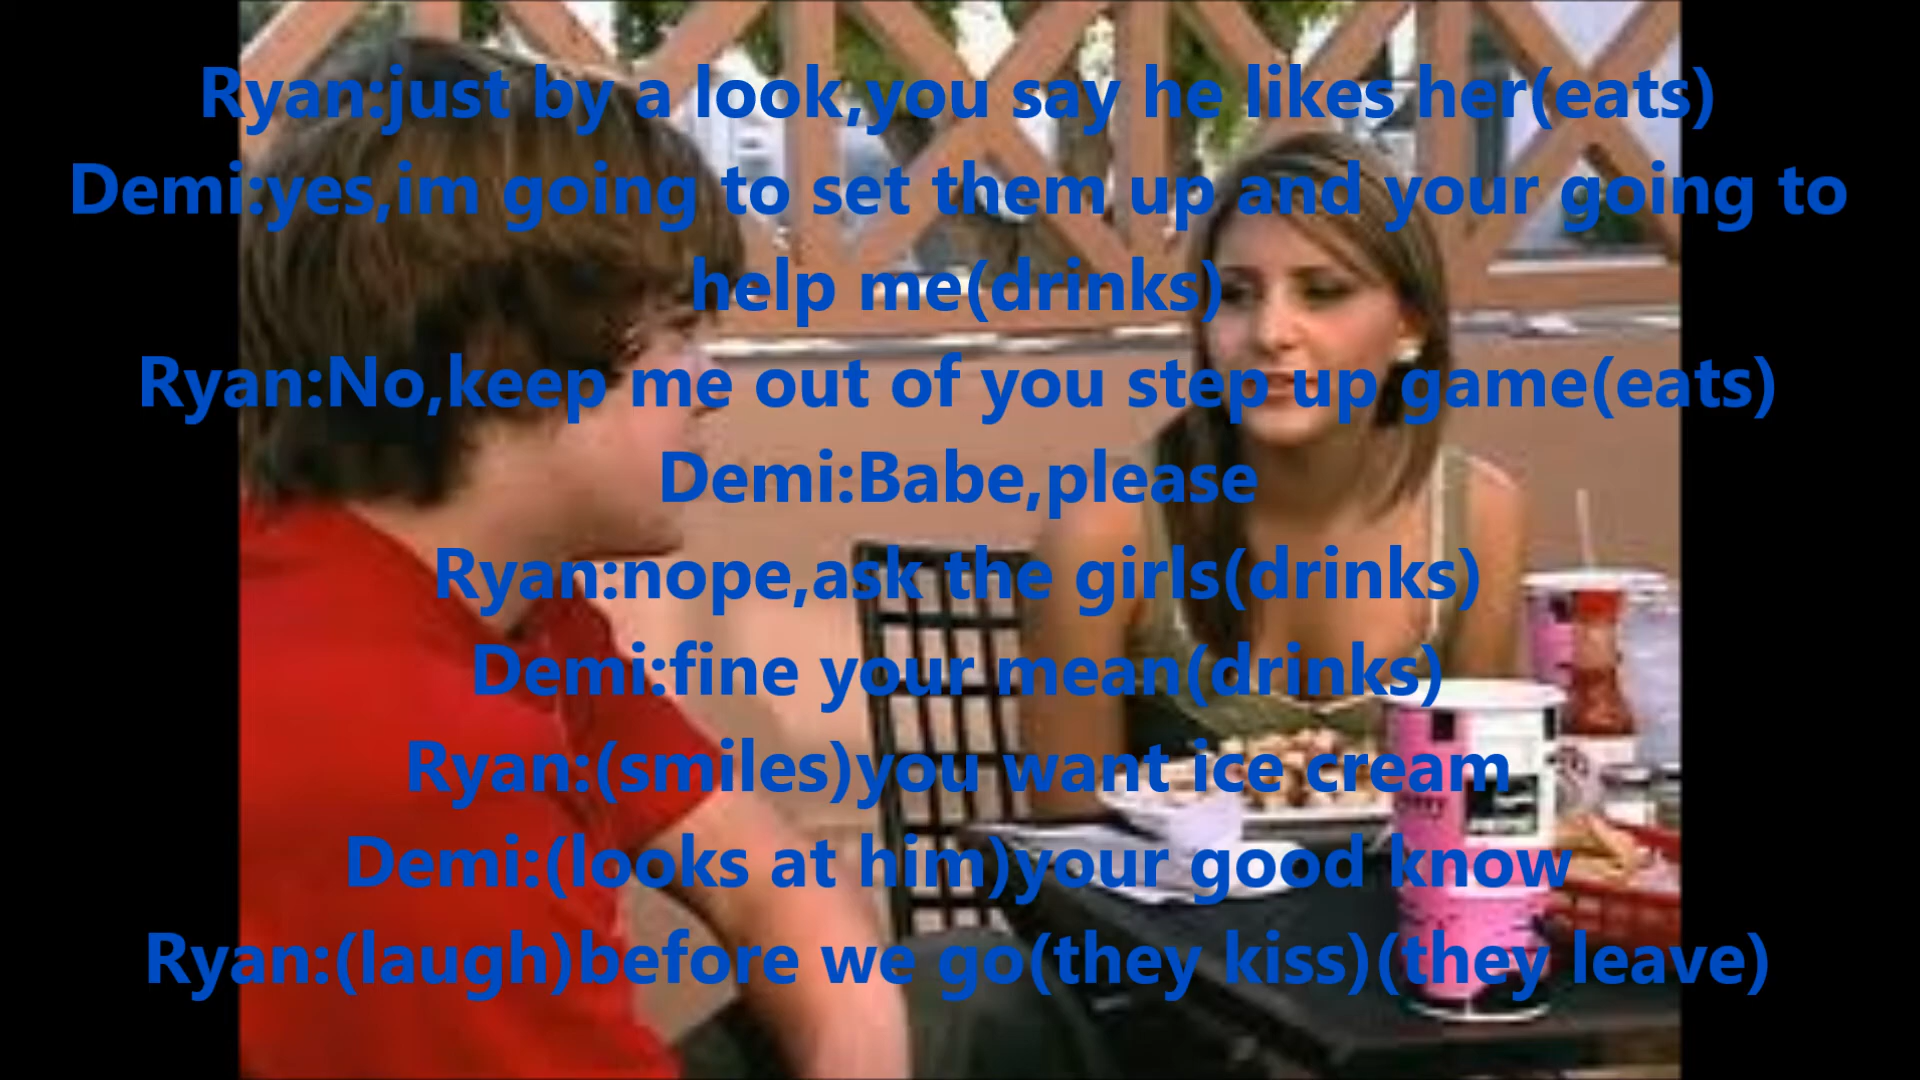 Ryan:just by a look,you say he likes her(eats)
Demi:yes,im going to set them up and your going to
help me(drinks)
Ryan:No,keep me out of you step up game(eats)
Demi:Babe,please
Ryan:nope,ask the girls(drinks)
Demi:fine your mean(drinks)
Ryan:(smiles)you want ice cream
Demi:(looks at him)your good know
Ryan:(laugh)before we go(they kiss)(they leave)